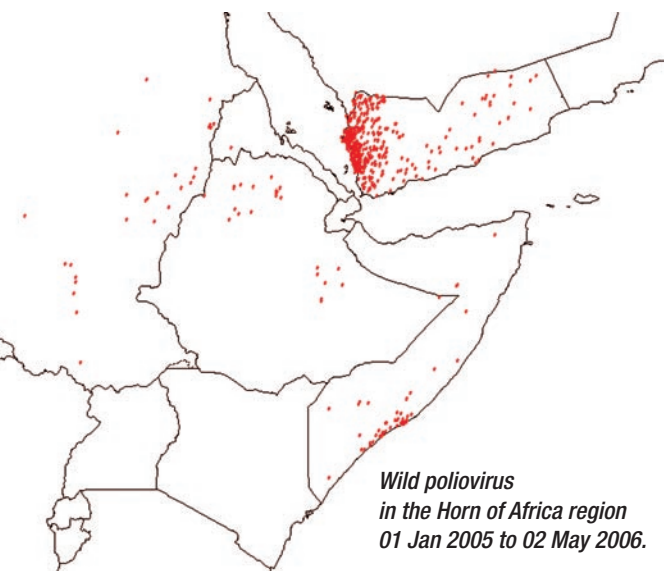 Wild poliovirus
in the Horn of Africa region
01 Jan 2005 to 02 May 2006.